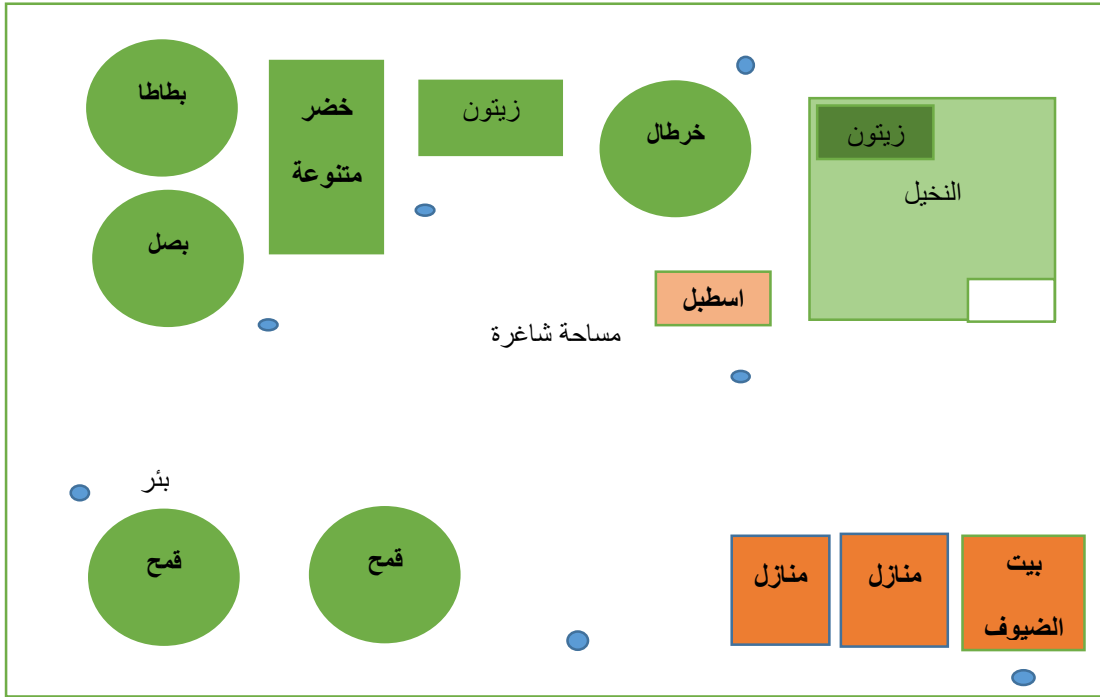 بطاطا
خضر
متنوعة
زيتون
خرطال
زيتون
النخيل
بصل
اسطبل
مساحة شاغرة
بئر
قمح
قمح
منازل
منازل
بيت
الضيوف